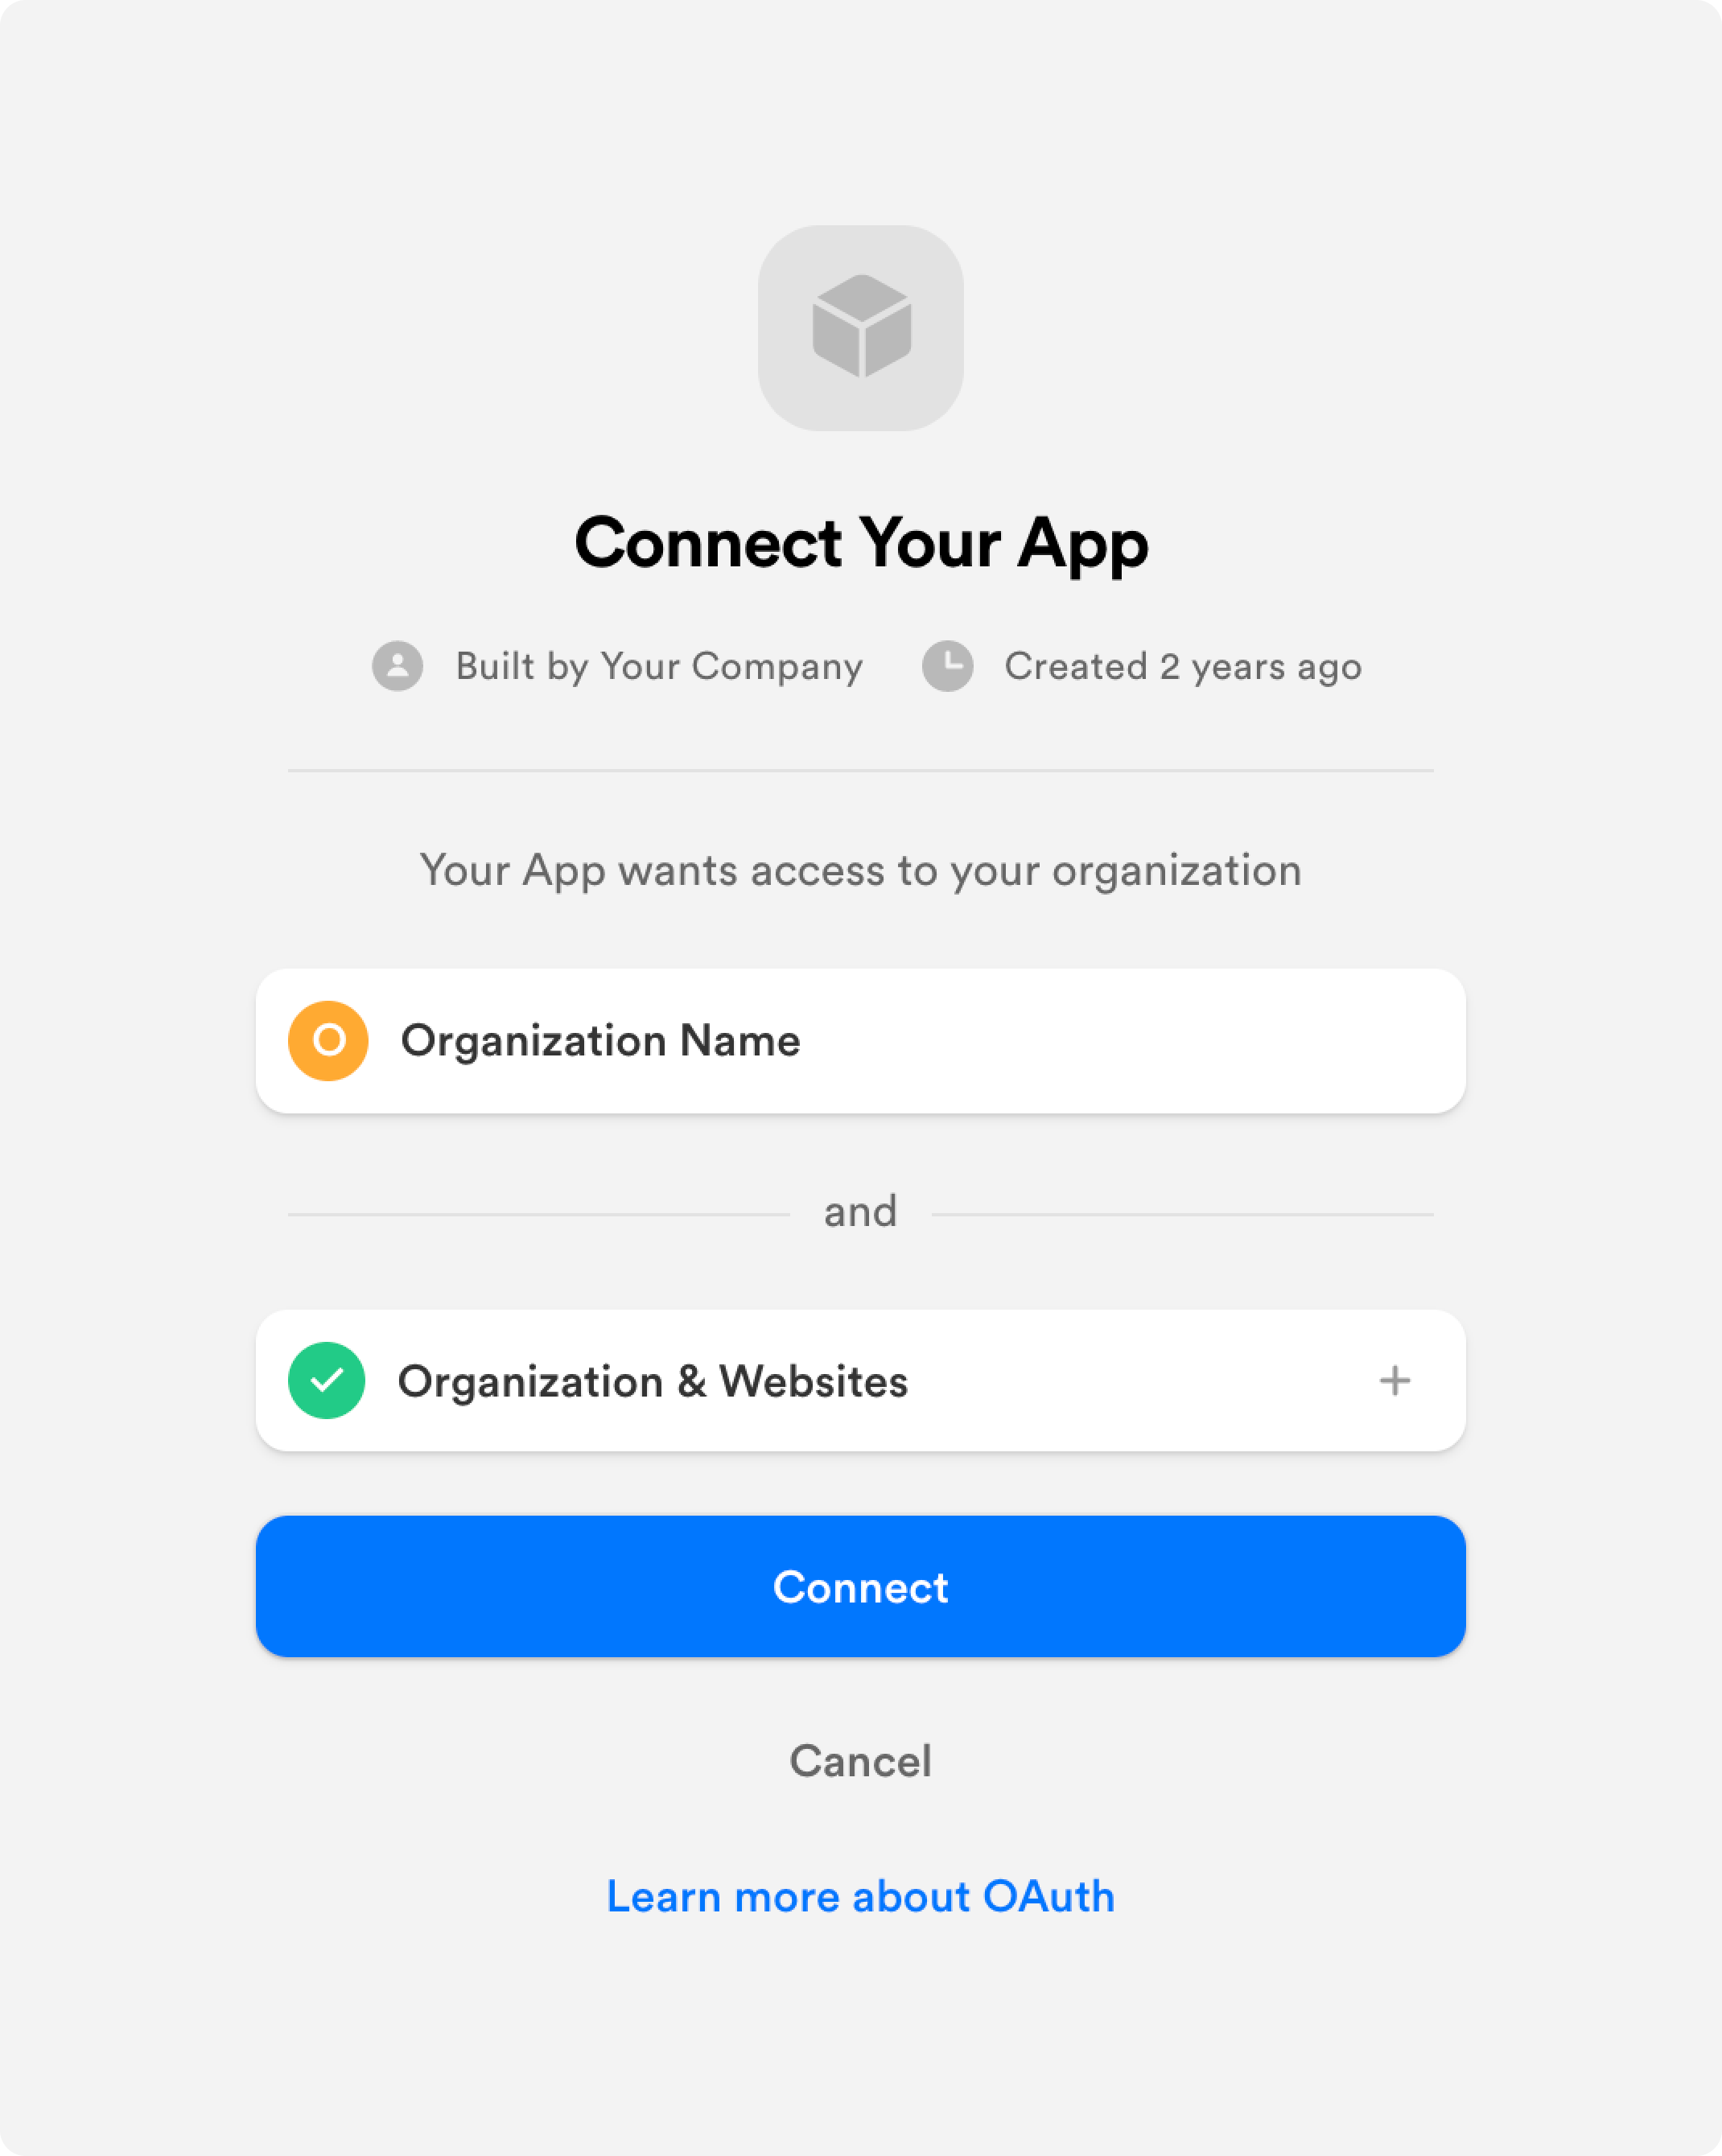 Connect Your App
Built by Your Company
Created 2 years ago
Your App wants access to your organization
Organization Name
and
Organization & Websites
Connect
Cancel
Learn more about OAuth